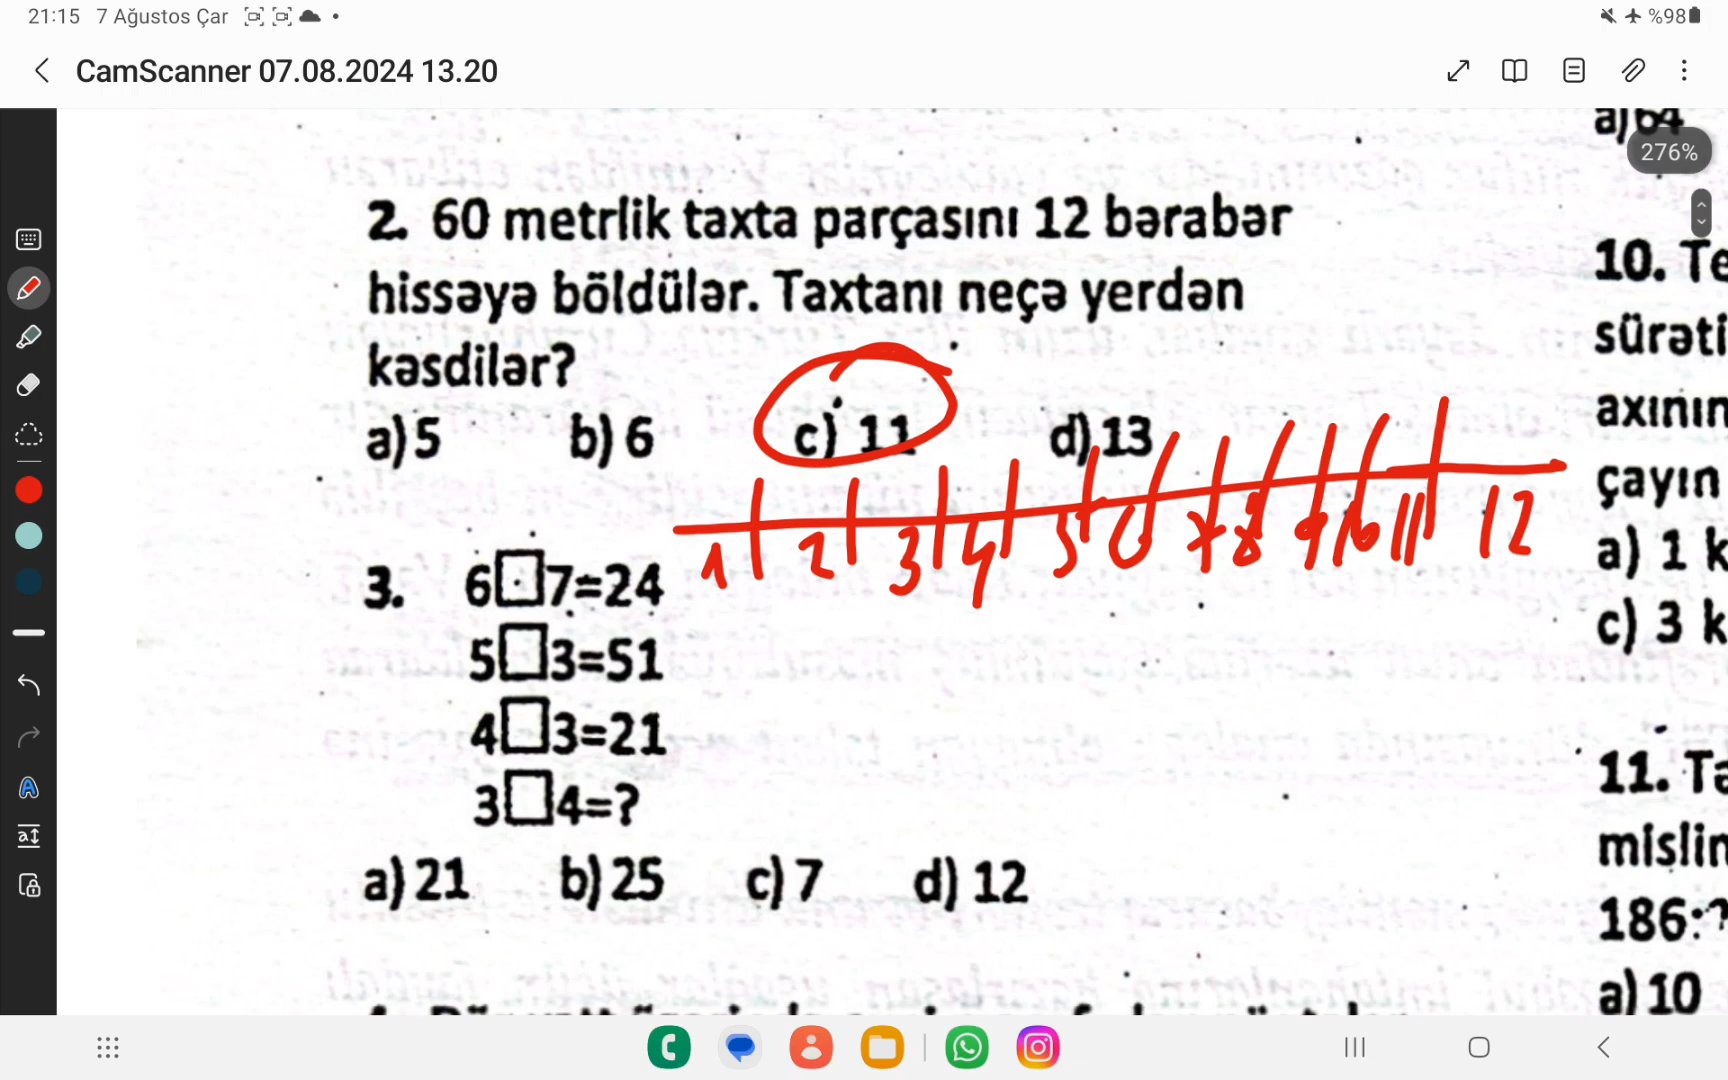 21:15 7 Ağustos Çar
%98
CamScanner 07.08.2024 13.20
276%
a) 64
2. 60 metrlik taxta parçasını 12 bərabər
hissəyə böldülər. Taxtanı neçə yerdən
kəsdilər?
a) 5 b) 6 c) 11 d) 13
1 2 3 4 5 6 7 8 9 10 11 12
3. 6□7=24
5□3=51
4□3=21
3□4=?
a) 21 b) 25 c) 7 d) 12
10. Te
sürəti
axının
çayın
a) 1 k
c) 3 k
11. Tə
mislin
186:?
a) 10